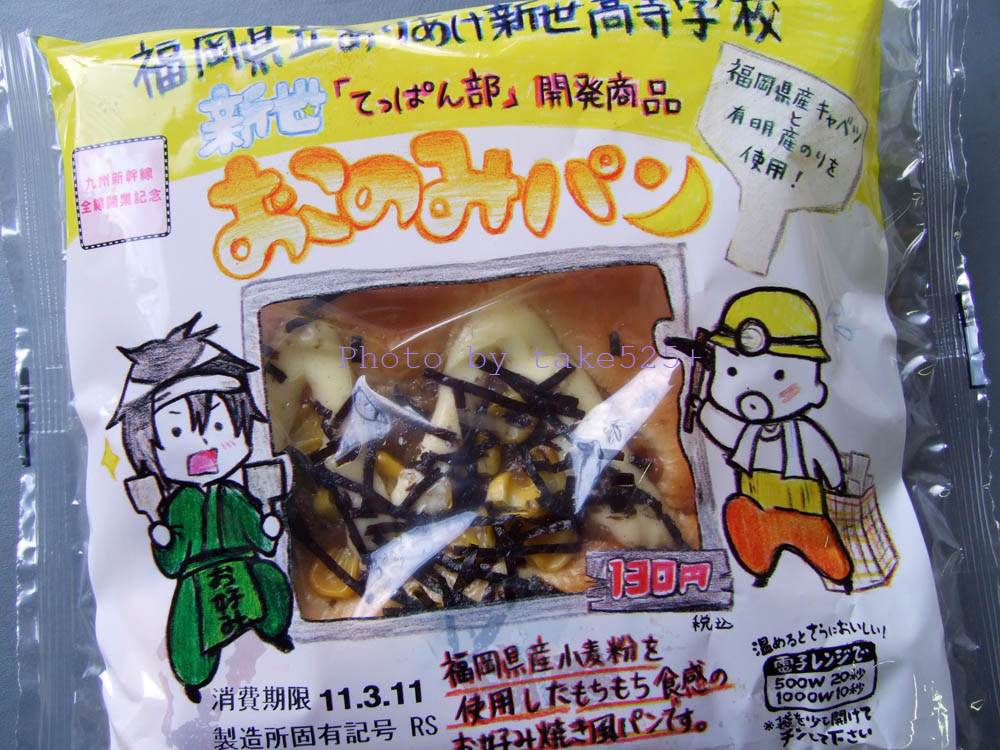 福岡県立ありあけ新世高等学校
新世「てっぱん部」開発商品
おこのみパン
九州新幹線
全線開業記念
福岡県産キャベツ
と
有明産のりを
使用!
Photo by take525+
お好み
130円
税込
消費期限 11.3.11
製造所固有記号 RS
福岡県産小麦粉を
使用したもちもち食感の
お好み焼き風パンです。
温めるとさらにおいしい!
電子レンジで
500W 20秒
1000W 10秒
※袋を少し開けて
チンして下さい